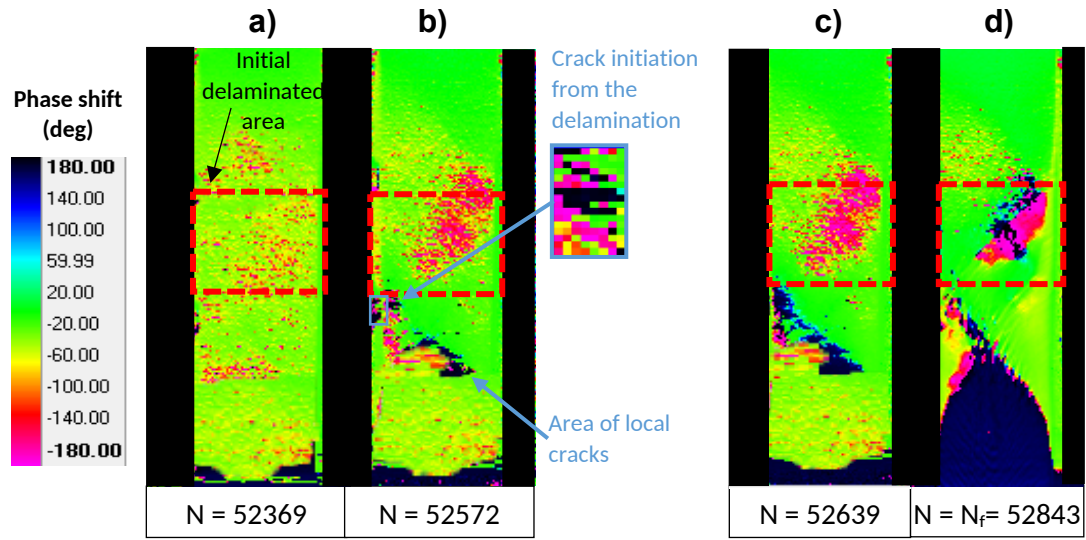 a)
b)
c)
d)
Initial
delaminated
area
Crack initiation
from the
delamination
Phase shift
(deg)
180.00
140.00
100.00
59.99
20.00
-20.00
-60.00
-100.00
-140.00
-180.00
Area of local
cracks
N = 52369
N = 52572
N = 52639
N = Nf= 52843